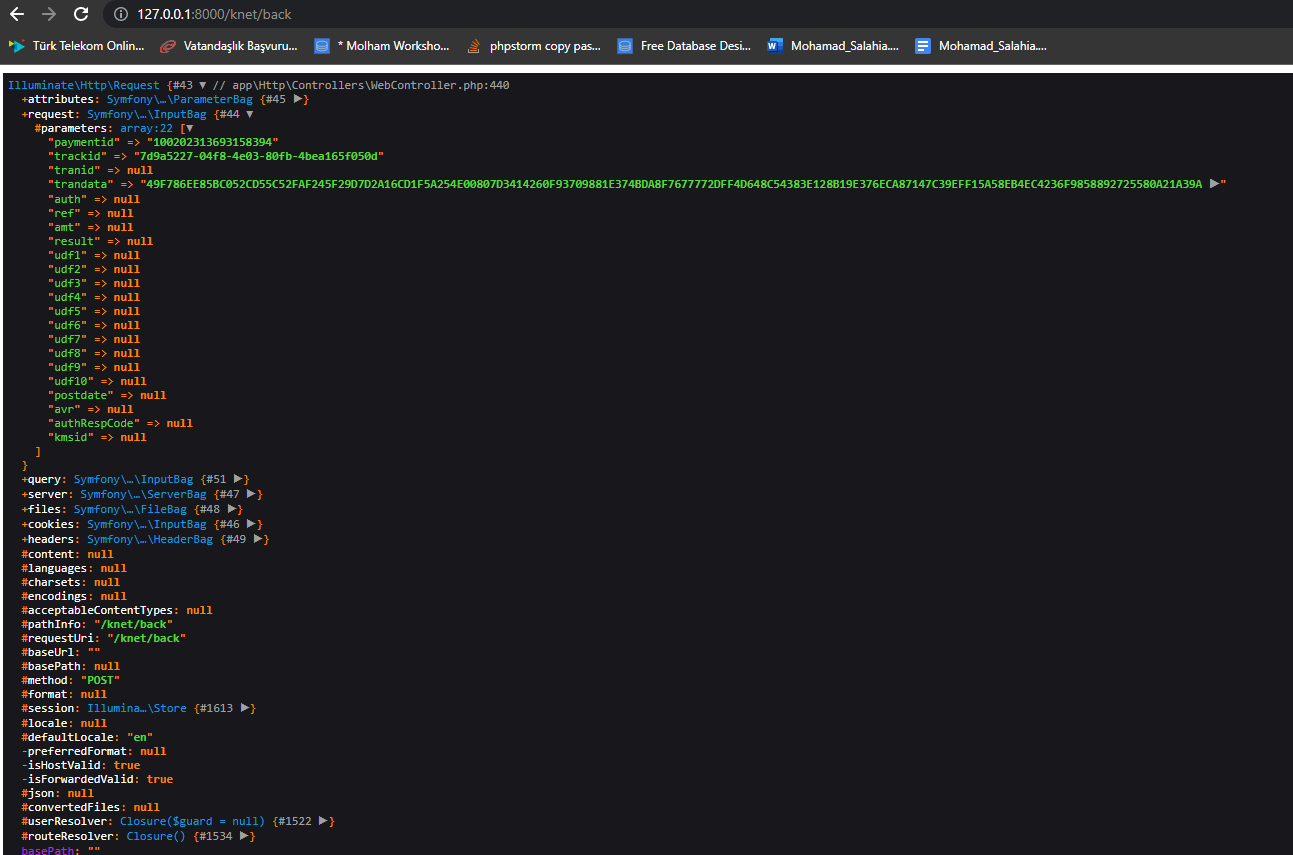 127.0.0.1:8000/knet/back
Türk Telekom Onlin... Vatandaşlık Başvuru... * Molham Worksho... phpstorm copy pas... Free Database Desi... Mohamad_Salahia.... Mohamad_Salahia....
Illuminate\Http\Request {#43 ▼ // app\Http\Controllers\WebController.php:440
+attributes: Symfony\…\ParameterBag {#45 ▶}
+request: Symfony\…\InputBag {#44 ▼
#parameters: array:22 [▼
"paymentid" => "100202313693158394"
"trackid" => "7d9a5227-04f8-4e03-80fb-4bea165f050d"
"tranid" => null
"trandata" => "49F786EE85BC052CD55C52FAF245F29D7D2A16CD1F5A254E00807D3414260F93709881E374BDA8F7677772DFF4D648C54383E128B19E376ECA87147C39EFF15A58EB4EC4236F9858892725580A21A39A ▶"
"auth" => null
"ref" => null
"amt" => null
"result" => null
"udf1" => null
"udf2" => null
"udf3" => null
"udf4" => null
"udf5" => null
"udf6" => null
"udf7" => null
"udf8" => null
"udf9" => null
"udf10" => null
"postdate" => null
"avr" => null
"authRespCode" => null
"kmsid" => null
]
}
+query: Symfony\…\InputBag {#51 ▶}
+server: Symfony\…\ServerBag {#47 ▶}
+files: Symfony\…\FileBag {#48 ▶}
+cookies: Symfony\…\InputBag {#46 ▶}
+headers: Symfony\…\HeaderBag {#49 ▶}
#content: null
#languages: null
#charsets: null
#encodings: null
#acceptableContentTypes: null
#pathInfo: "/knet/back"
#requestUri: "/knet/back"
#baseUrl: ""
#basePath: null
#method: "POST"
#format: null
#session: Illumina…\Store {#1613 ▶}
#locale: null
#defaultLocale: "en"
-preferredFormat: null
-isHostValid: true
-isForwardedValid: true
#json: null
#convertedFiles: null
#userResolver: Closure($guard = null) {#1522 ▶}
#routeResolver: Closure() {#1534 ▶}
basePath: ""